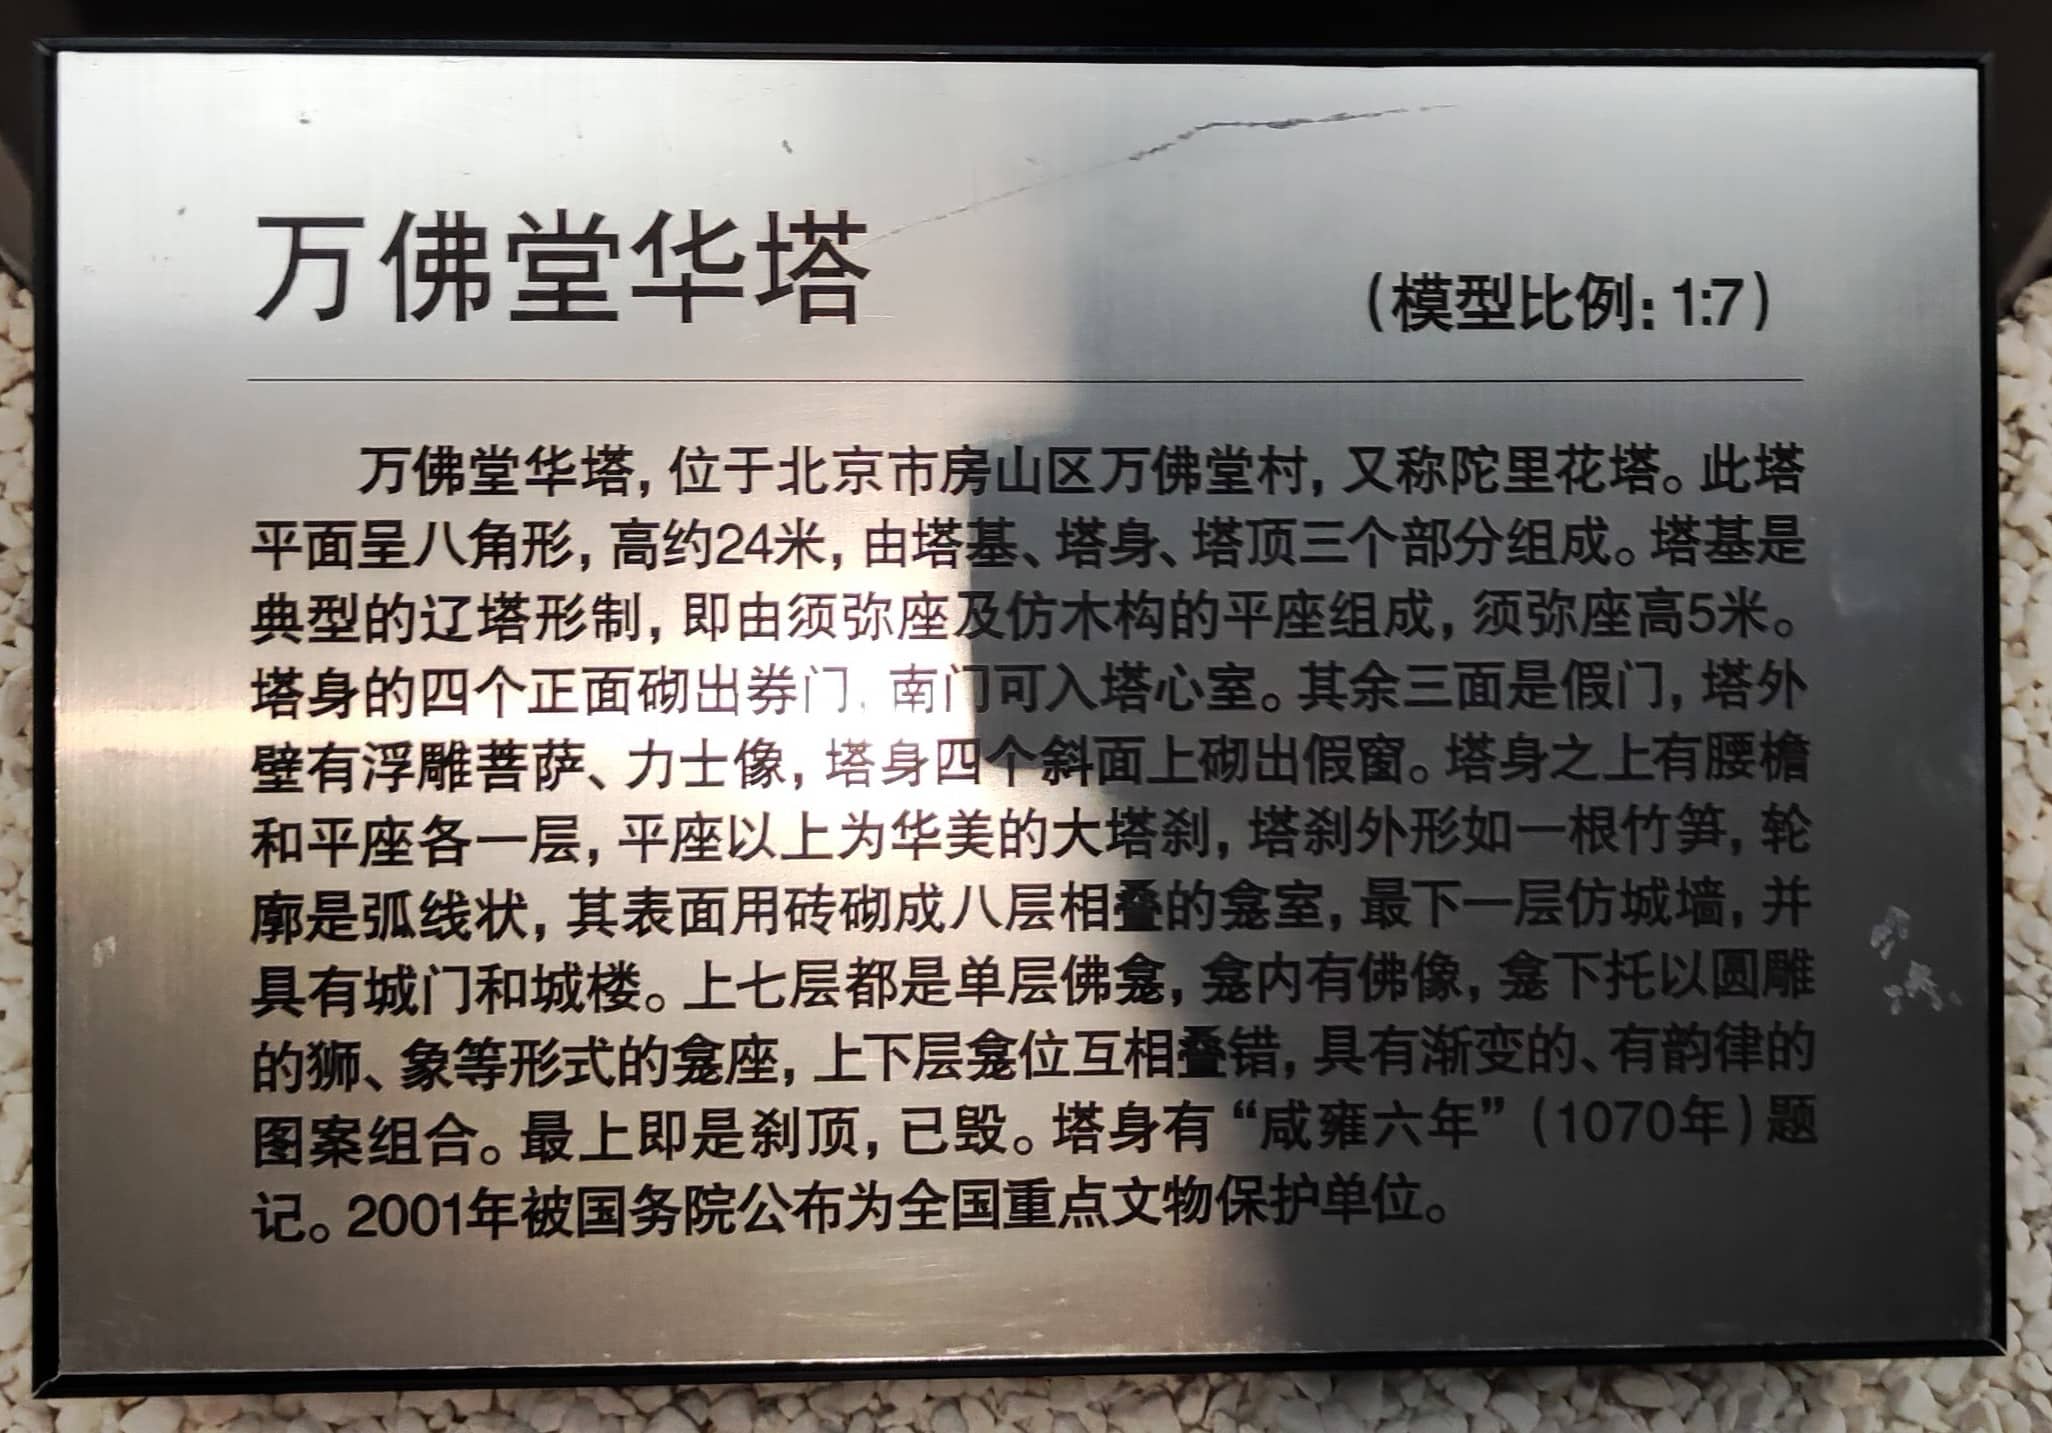 万佛堂华塔
（模型比例：1:7）
万佛堂华塔，位于北京市房山区万佛堂村，又称陀里花塔。此塔
平面呈八角形，高约24米，由塔基、塔身、塔顶三个部分组成。塔基是
典型的辽塔形制，即由须弥座及仿木构的平座组成，须弥座高5米。
塔身的四个正面砌出券门，南门可入塔心室。其余三面是假门，塔外
壁有浮雕菩萨、力士像，塔身四个斜面上砌出假窗。塔身之上有腰檐
和平座各一层，平座以上为华美的大塔刹，塔刹外形如一根竹笋，轮
廓是弧线状，其表面用砖砌成八层相叠的龛室，最下一层仿城墙，并
具有城门和城楼。上七层都是单层佛龛，龛内有佛像，龛下托以圆雕
的狮、象等形式的龛座，上下层龛位互相叠错，具有渐变的、有韵律的
图案组合。最上即是刹顶，已毁。塔身有“咸雍六年”（1070年）题
记。2001年被国务院公布为全国重点文物保护单位。